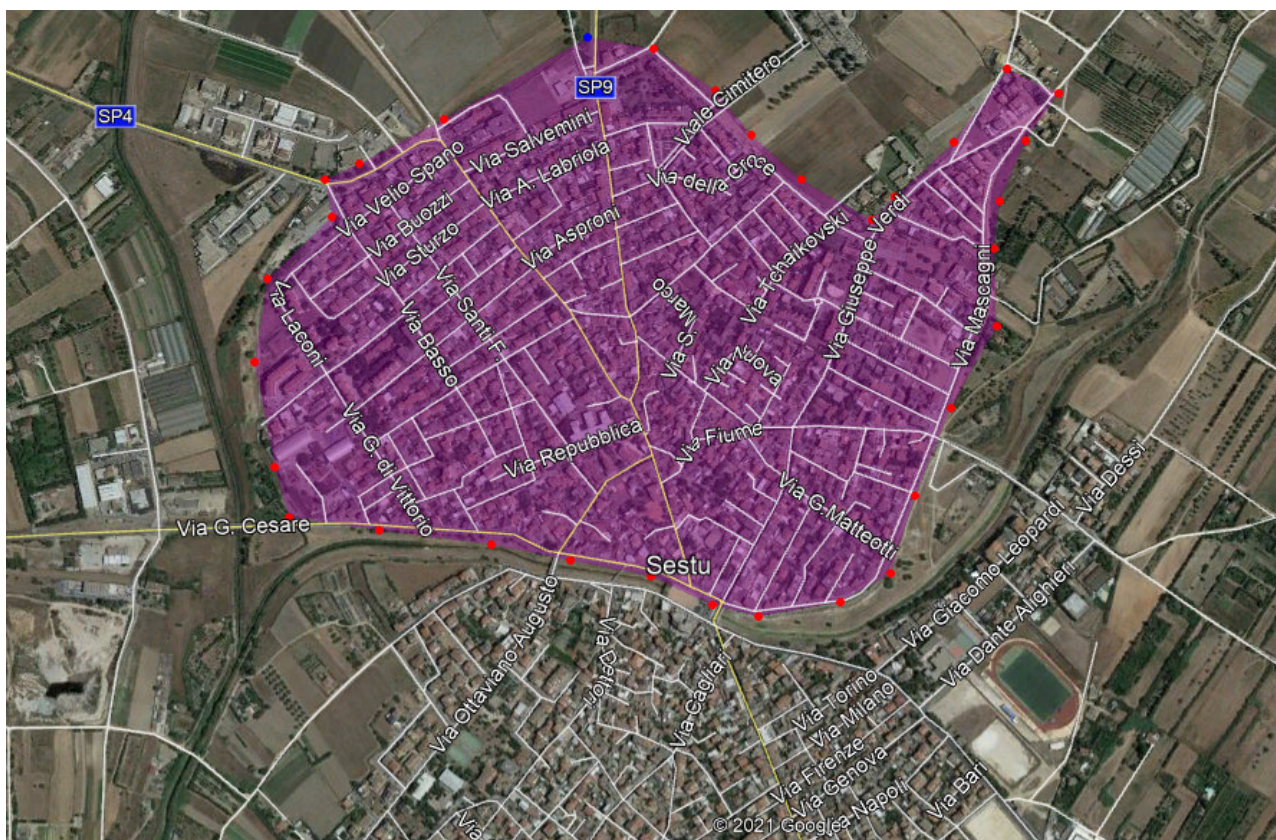 SP9
Viale Cimitero
SP4
Via Salvemini
Via A. Labriola
Via Velio Spano
Via Buozzi
Via della Croce
Via Sturzo
Via Asproni
Via Tchaikovski
Via Giuseppe Verdi
Via Santi F.
Via S. Marco
Via Mascagni
Via Laconi
Via Basso
Via Nuova
Via G. di Vittorio
Via Repubblica
Via Fiume
Via G. Matteotti
Via Dessi
Via G. Cesare
Sestu
Via Giacomo Leopardi
Via Dante Alighieri
Via Ottaviano Augusto
Via Cagliari
Via Torino
Via Milano
Via Firenze
Via Genova
Via Napoli
Via Bari
© 2021 Google